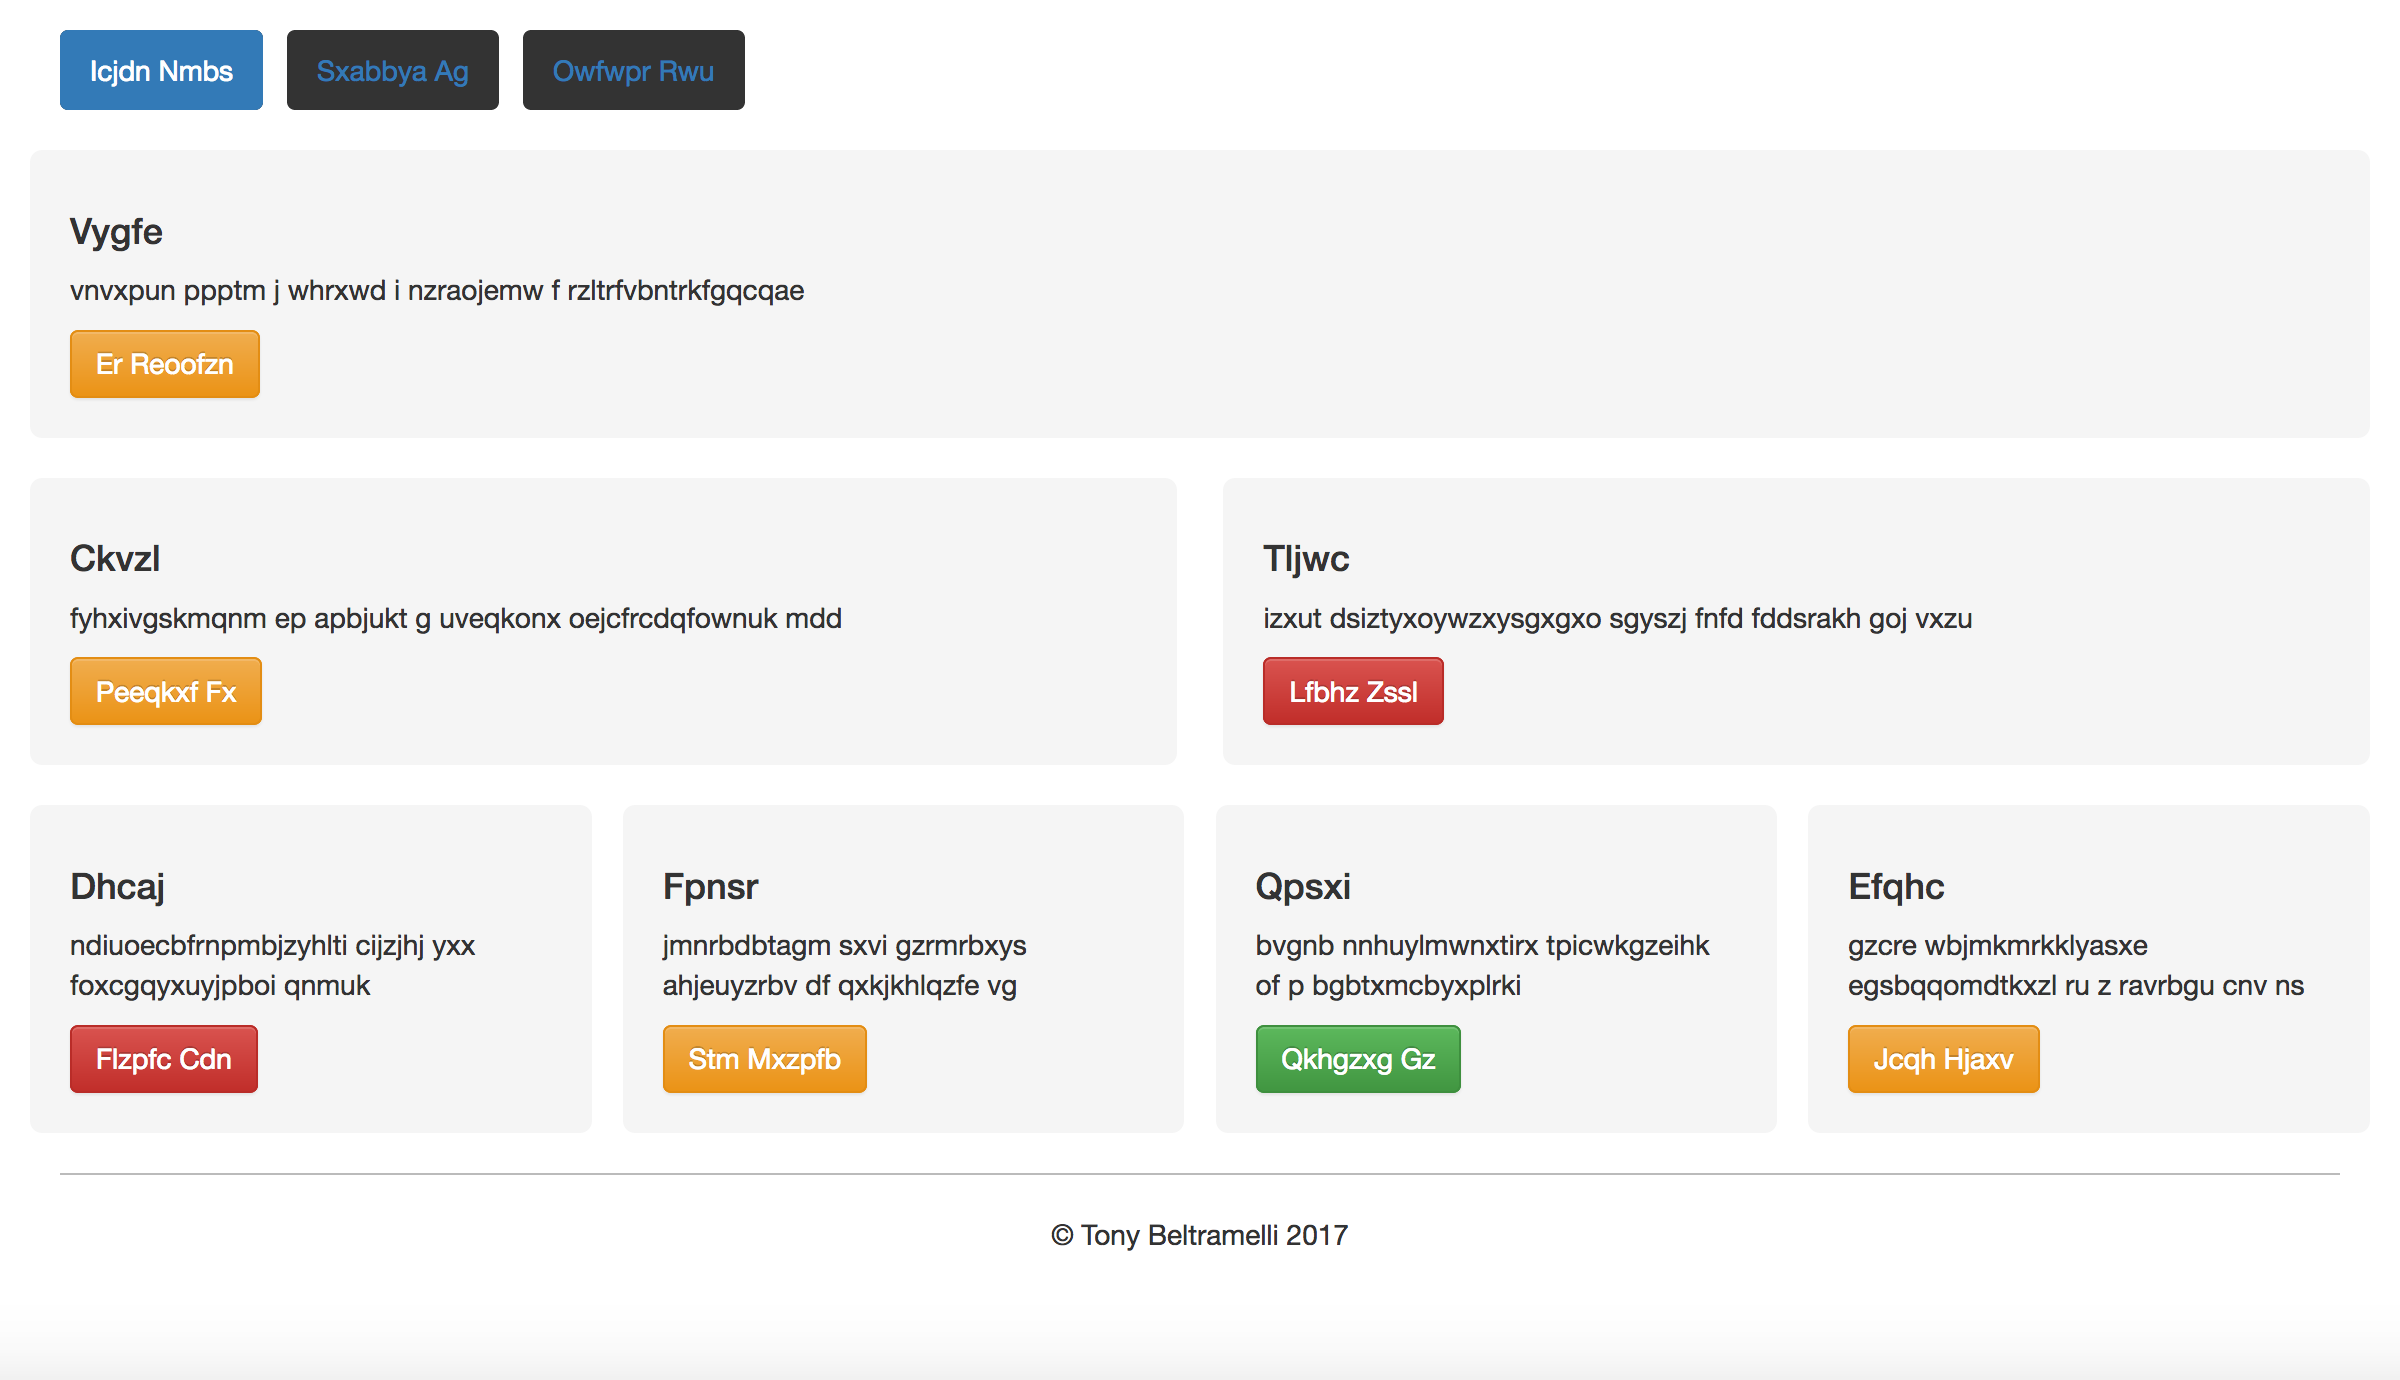 Icjdn Nmbs
Sxabbya Ag
Owfwpr Rwu
Vygfe
vnvxpun ppptm j whrxwd i nzraojemw f rzltrfvbntrkfgqcqae
Er Reoofzn
Ckvzl
fyhxivgskmqnm ep apbjukt g uveqkonx oejcfrcdqfownuk mdd
Peeqkxf Fx
Tljwc
izxut dsiztyxoywzxysgxgxo sgyszj fnfd fddsrakh goj vxzu
Lfbhz Zssl
Dhcaj
ndiuoecbfrnpmbjzyhlti cijzjhj yxx
foxcgqyxuyjpboi qnmuk
Flzpfc Cdn
Fpnsr
jmnrbdbtagm sxvi gzrmrbxys
ahjeuyzrbv df qxkjkhlqzfe vg
Stm Mxzpfb
Qpsxi
bvgnb nnhuylmwnxtirx tpicwkgzeihk
of p bgbtxmcbyxplrki
Qkhgzxg Gz
Efqhc
gzcre wbjmkmrkklyasxe
egsbqqomdtkxzl ru z ravrbgu cnv ns
Jcqh Hjaxv
© Tony Beltramelli 2017